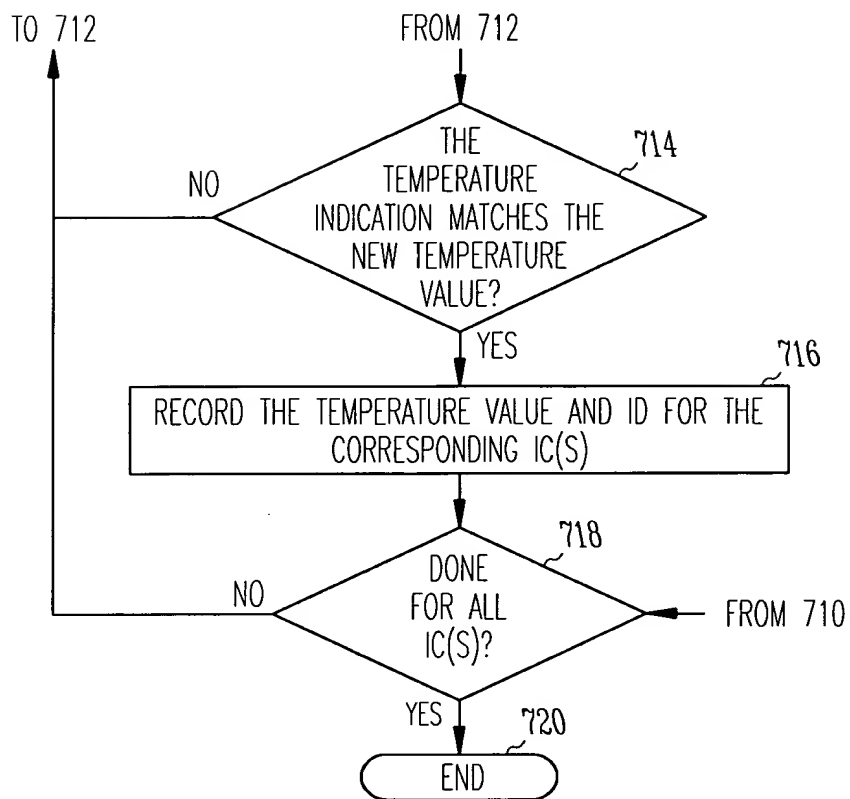 TO 712
FROM 712
THE
TEMPERATURE
INDICATION MATCHES THE
NEW TEMPERATURE
VALUE?
714
NO
YES
716
RECORD THE TEMPERATURE VALUE AND ID FOR THE
CORRESPONDING IC(S)
718
DONE
FOR ALL
IC(S)?
NO
FROM 710
YES
720
END